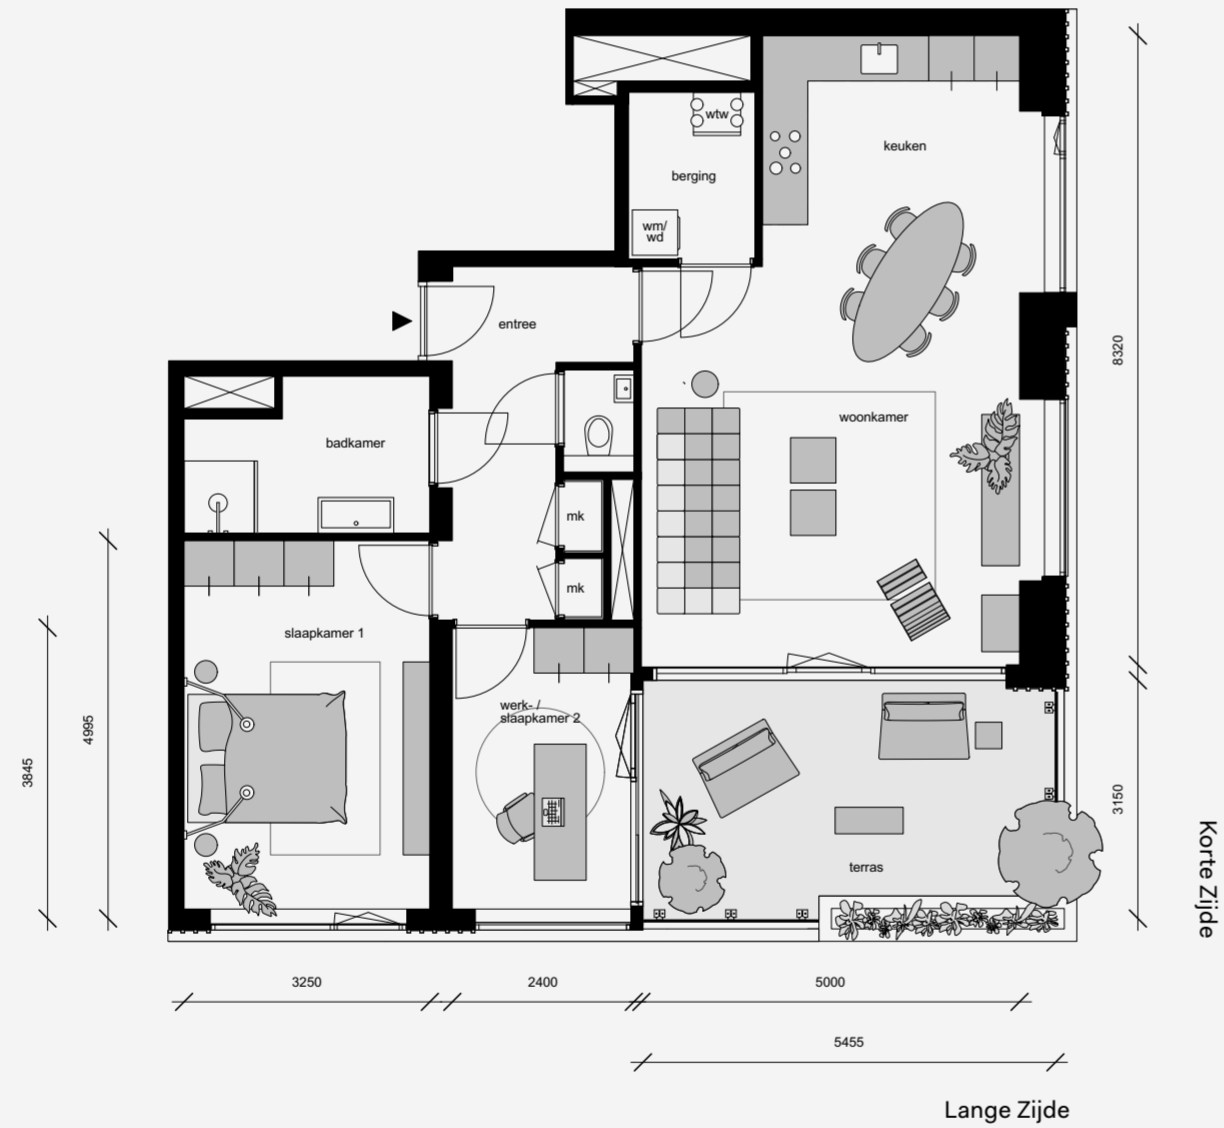 wtw
keuken
berging
wm/
wd
entree
8320
woonkamer
badkamer
mk
mk
slaapkamer 1
werk- /
slaapkamer 2
4995
3845
3150
terras
Korte Zijde
3250
2400
5000
5455
Lange Zijde